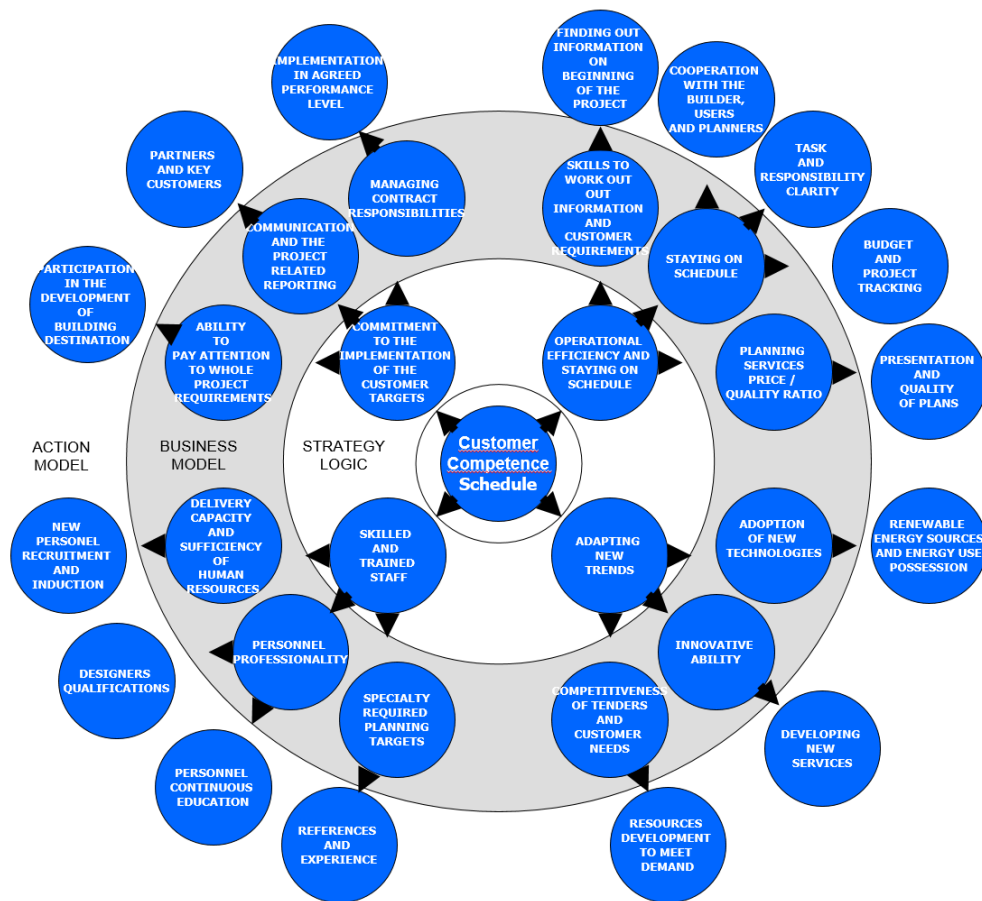 FINDING OUT
INFORMATION
ON
BEGINNING
OF THE
PROJECT
IMPLEMENTATION
IN AGREED
PERFORMANCE
LEVEL
COOPERATION
WITH THE
BUILDER,
USERS
AND PLANNERS
PARTNERS
AND KEY
CUSTOMERS
TASK
AND
RESPONSIBILITY
CLARITY
MANAGING
CONTRACT
RESPONSIBILITIES
SKILLS TO
WORK OUT
OUT
INFORMATION
AND
CUSTOMER
REQUIREMENTS
COMMUNICATION
AND THE
PROJECT
RELATED
REPORTING
STAYING ON
SCHEDULE
BUDGET
AND
PROJECT
TRACKING
PARTICIPATION
IN THE
DEVELOPMENT
OF
BUILDING
DESTINATION
ABILITY
TO
PAY ATTENTION
TO WHOLE
PROJECT
REQUIREMENTS
COMMITMENT
TO THE
IMPLEMENTATION
OF THE
CUSTOMER
TARGETS
OPERATIONAL
EFFICIENCY AND
STAYING ON
SCHEDULE
PLANNING
SERVICES
PRICE /
QUALITY RATIO
PRESENTATION
AND
QUALITY
OF PLANS
ACTION
MODEL
BUSINESS
MODEL
STRATEGY
LOGIC
Customer
Competence
Schedule
NEW
PERSONEL
RECRUITMENT
AND
INDUCTION
DELIVERY
CAPACITY
AND
SUFFICIENCY
OF
HUMAN
RESOURCES
SKILLED
AND
TRAINED
STAFF
ADAPTING
NEW
TRENDS
ADOPTION
OF NEW
TECHNOLOGIES
RENEWABLE
ENERGY SOURCES
AND ENERGY USE
POSSESSION
DESIGNERS
QUALIFICATIONS
PERSONNEL
PROFESSIONALITY
INNOVATIVE
ABILITY
SPECIALTY
REQUIRED
PLANNING
TARGETS
COMPETITIVENESS
OF TENDERS
AND
CUSTOMER
NEEDS
DEVELOPING
NEW
SERVICES
PERSONNEL
CONTINUOUS
EDUCATION
REFERENCES
AND
EXPERIENCE
RESOURCES
DEVELOPMENT
TO MEET
DEMAND